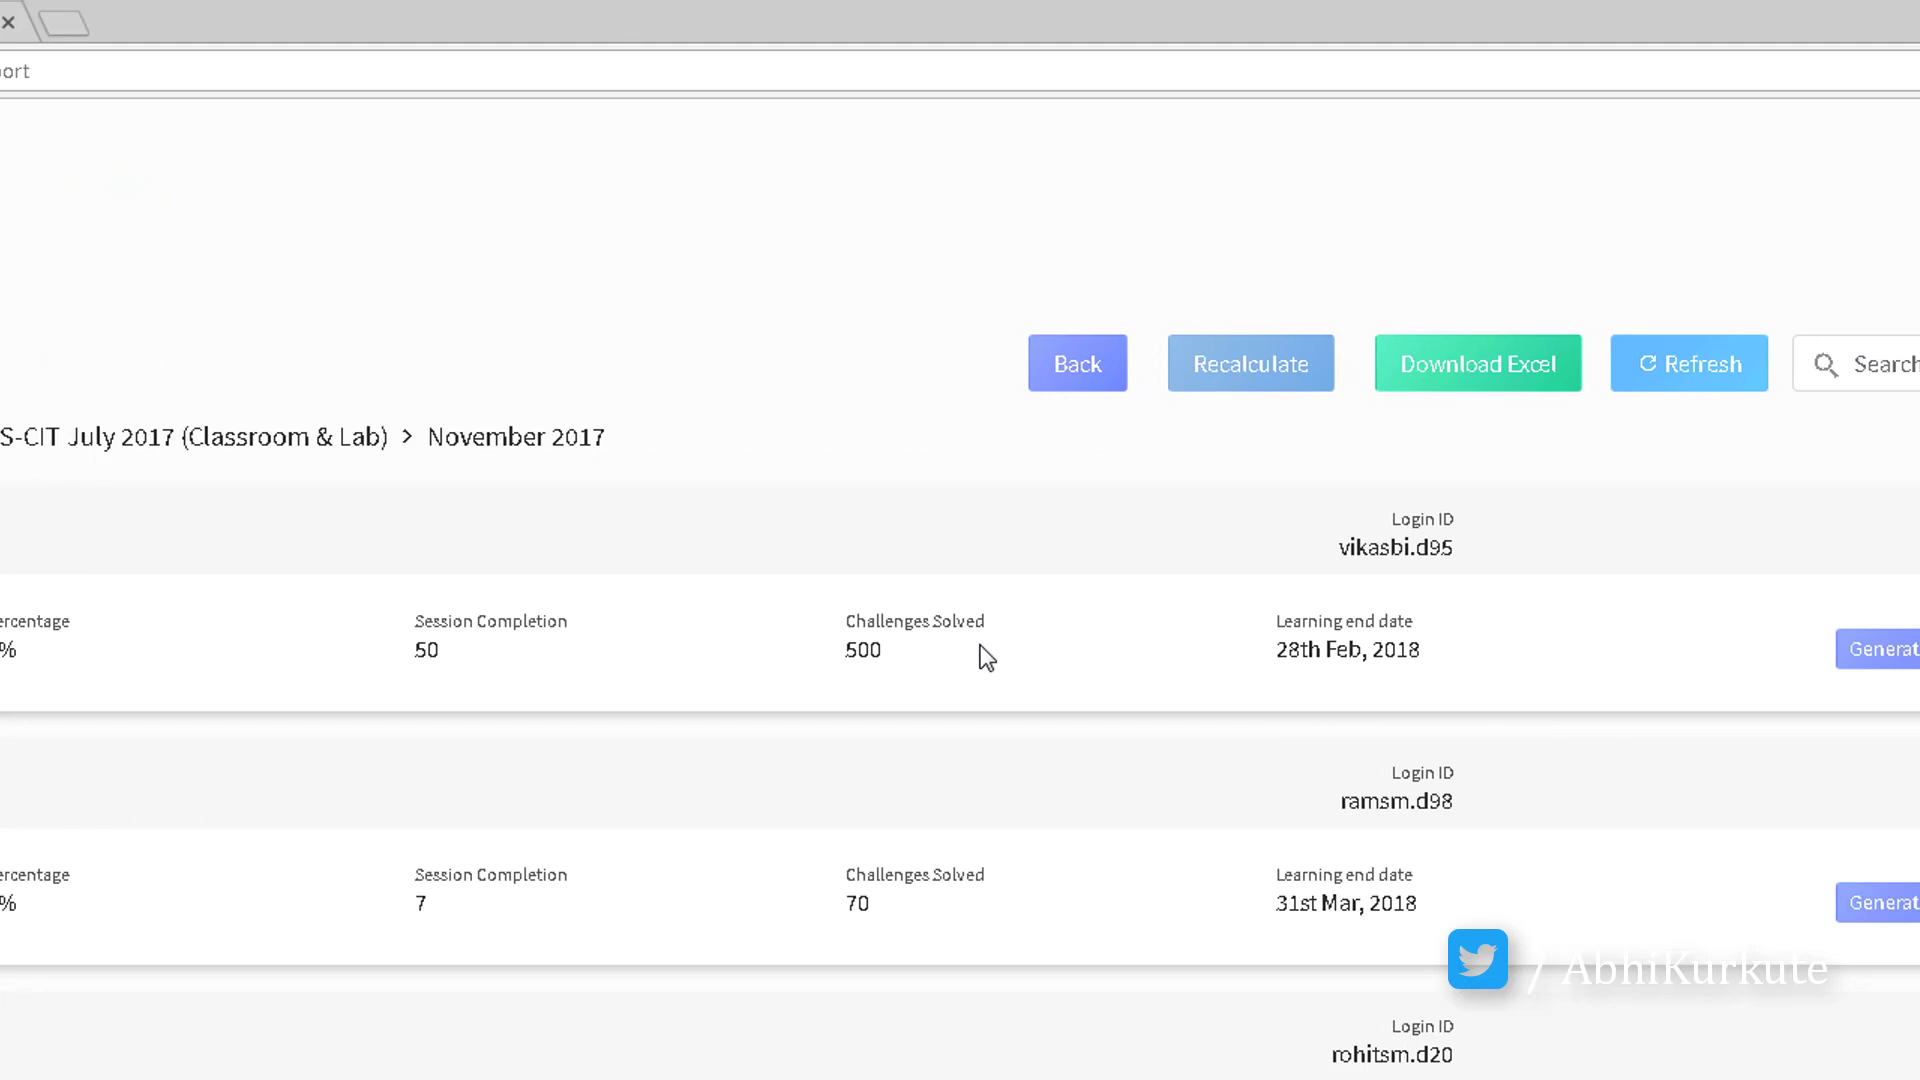 ort
Back
Recalculate
Download Excel
Refresh
Search
S-CIT July 2017 (Classroom & Lab) > November 2017
Login ID
vikasbi.d95
ercentage
Session Completion
Challenges Solved
Learning end date
%
50
500
28th Feb, 2018
Generat
Login ID
ramsm.d98
ercentage
Session Completion
Challenges Solved
Learning end date
%
7
70
31st Mar, 2018
Generat
/ AbhiKurkute
Login ID
rohitsm.d20